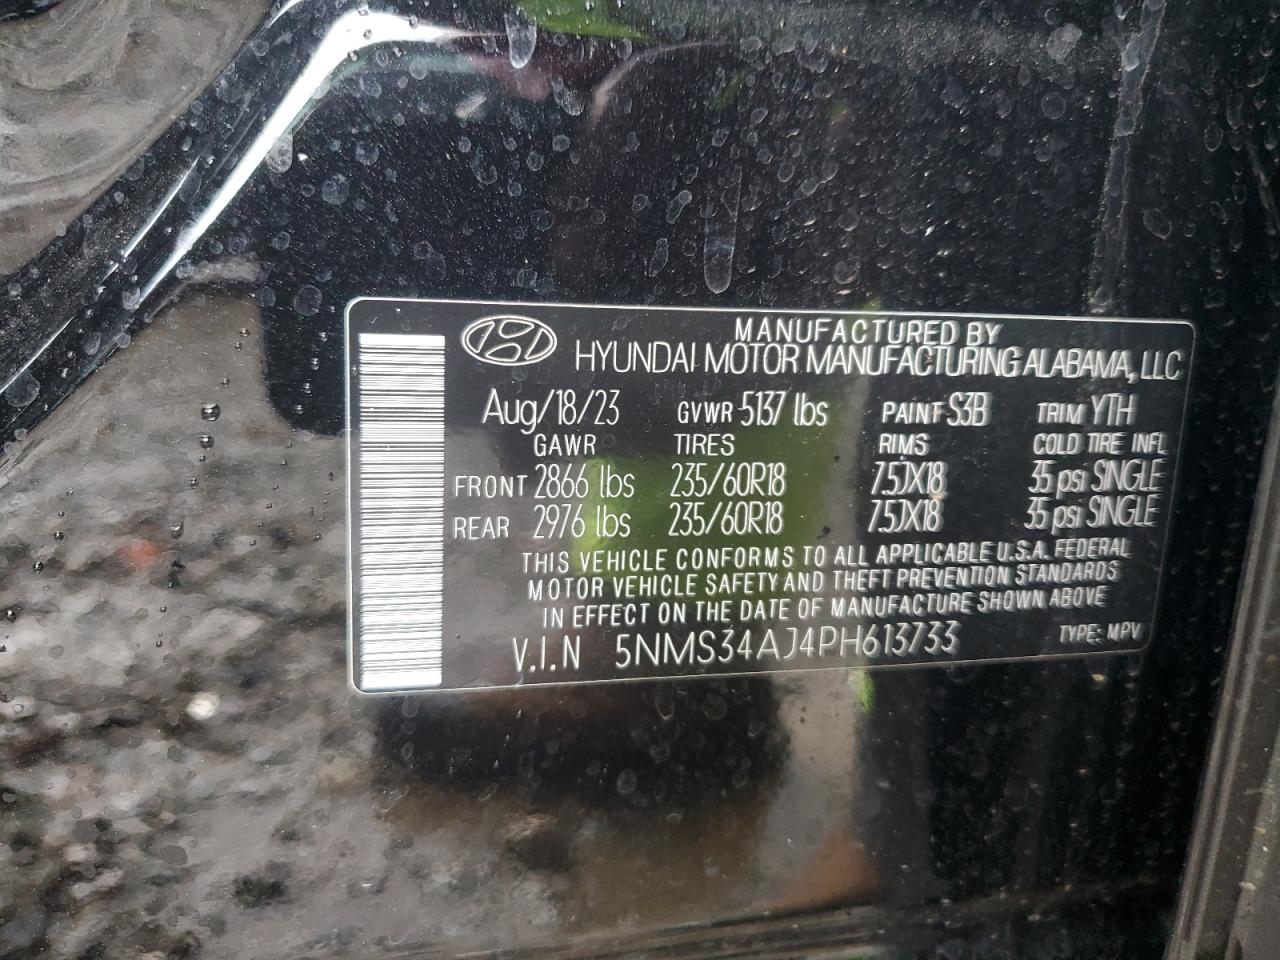 MANUFACTURED BY
HYUNDAI MOTOR MANUFACTURING ALABAMA, LLC
Aug/18/23 GVWR 5137 lbs PAINT S3B TRIM YTH
GAWR TIRES RIMS COLD TIRE INFL
FRONT 2866 lbs 235/60R18 7.5JX18 35 psi SINGLE
REAR 2976 lbs 235/60R18 7.5JX18 35 psi SINGLE
THIS VEHICLE CONFORMS TO ALL APPLICABLE U.S.A. FEDERAL
MOTOR VEHICLE SAFETY AND THEFT PREVENTION STANDARDS
IN EFFECT ON THE DATE OF MANUFACTURE SHOWN ABOVE
V.I.N 5NMS34AJ4PH613733 TYPE: MPV